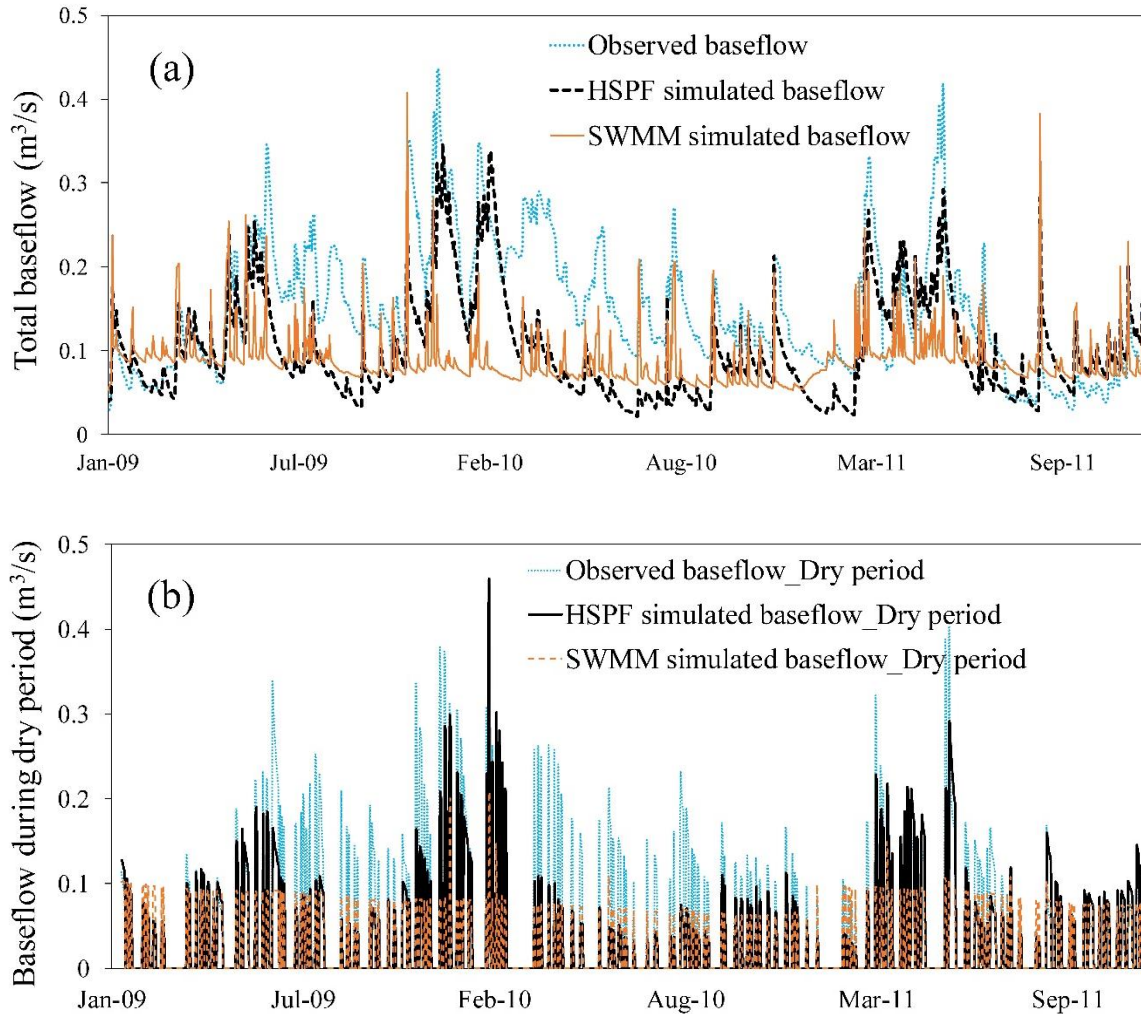 0.5
(a)
Observed baseflow
HSPF simulated baseflow
SWMM simulated baseflow
0.4
0.3
0.2
0.1
0
Total baseflow (m³/s)
Jan-09 Jul-09 Feb-10 Aug-10 Mar-11 Sep-11
0.5
(b)
Observed baseflow_Dry period
HSPF simulated baseflow_Dry period
SWMM simulated baseflow_Dry period
0.4
0.3
0.2
0.1
0
Baseflow during dry period (m³/s)
Jan-09 Jul-09 Feb-10 Aug-10 Mar-11 Sep-11